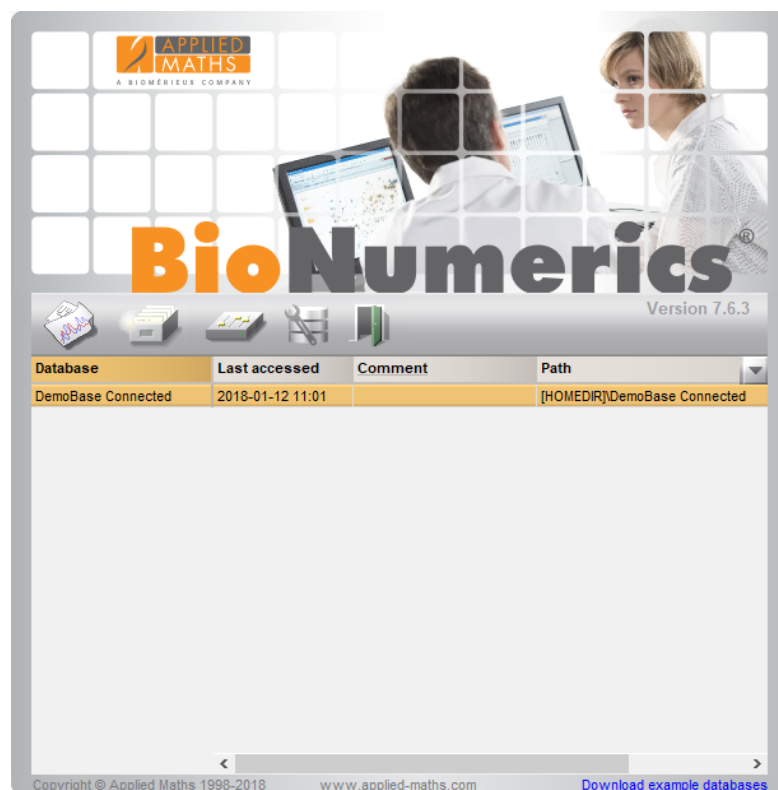 APPLIED
MATHS
A BIOMÉRIEUX COMPANY
BioNumerics®
Version 7.6.3
Database Last accessed Comment Path
DemoBase Connected 2018-01-12 11:01 [HOMEDIR]\DemoBase Connected
Copyright © Applied Maths 1998-2018 www.applied-maths.com Download example databases